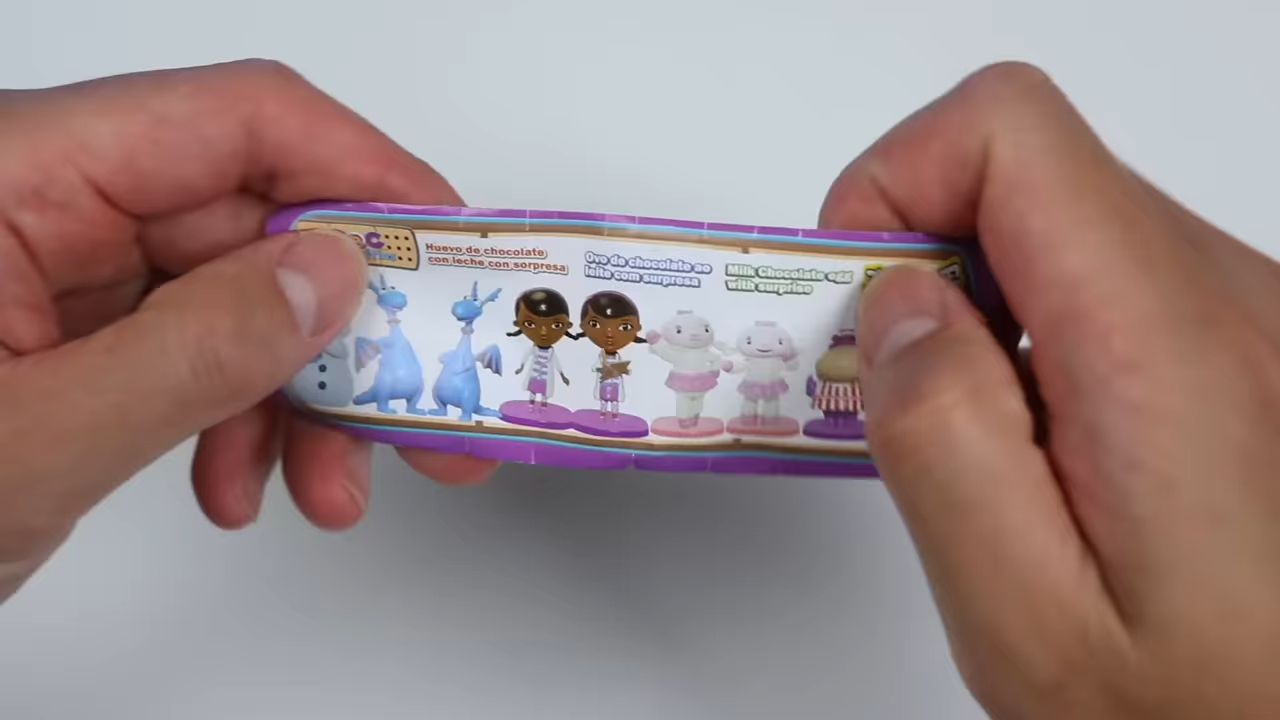 Huevo de chocolate
con leche con sorpresa
Ovo de chocolate ao
leite com surpresa
Milk Chocolate egg
with surprise